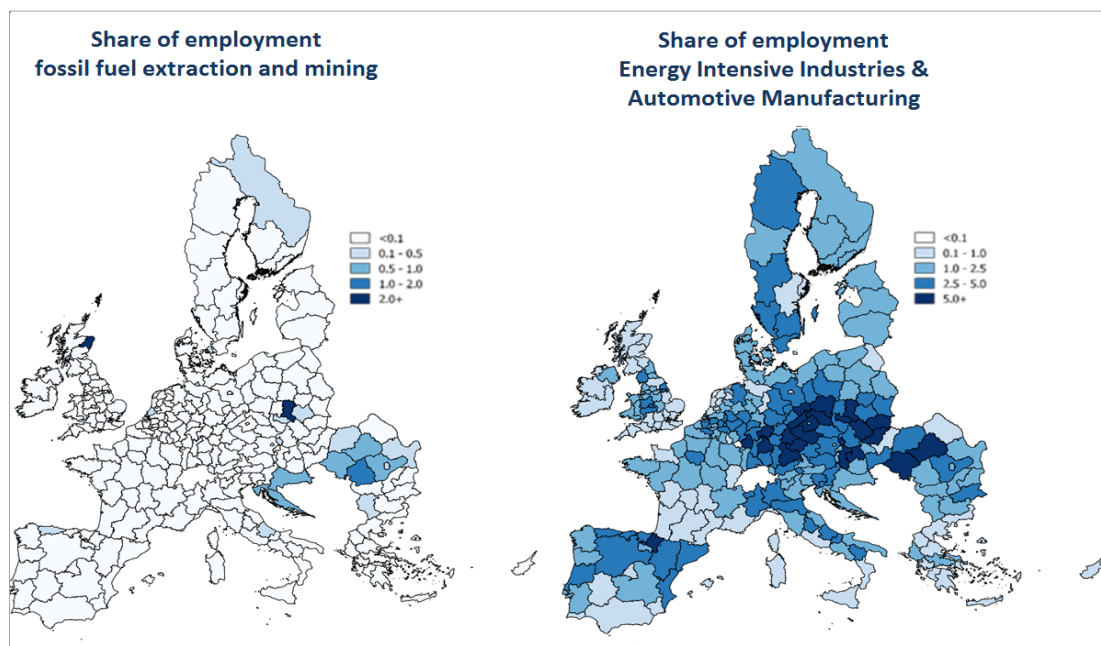 Share of employment
fossil fuel extraction and mining
Share of employment
Energy Intensive Industries &
Automotive Manufacturing
<0.1
0.1 - 0.5
0.5 - 1.0
1.0 - 2.0
2.0+
<0.1
0.1 - 1.0
1.0 - 2.5
2.5 - 5.0
5.0+